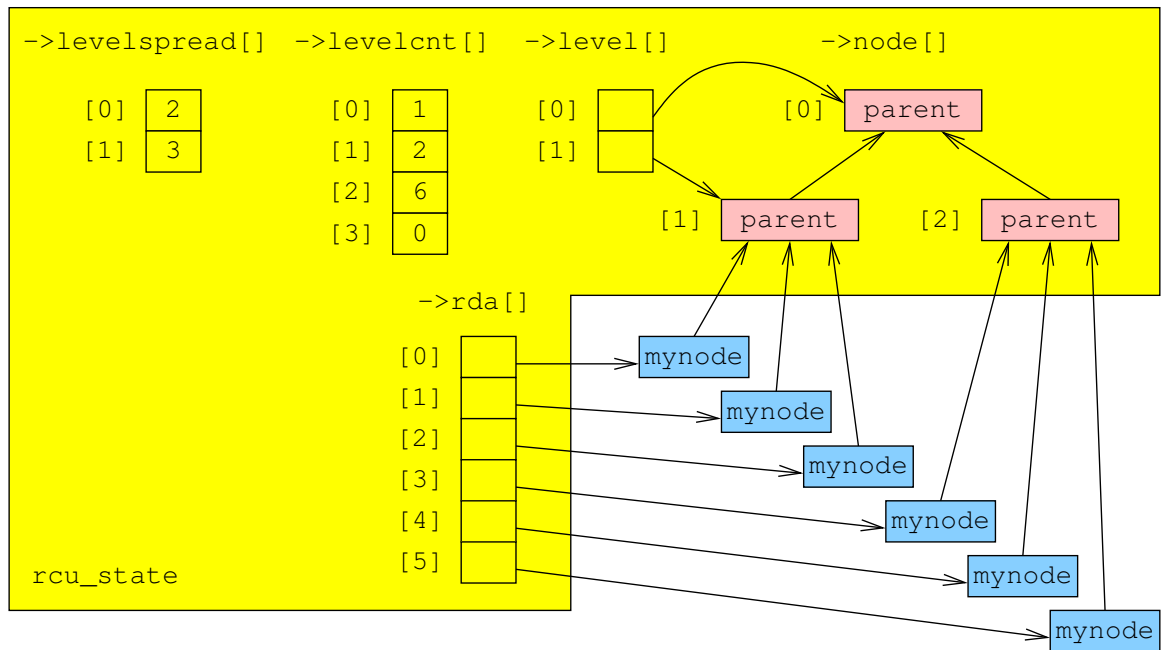 ->levelspread[] ->levelcnt[] ->level[] ->node[]
[0] 2 [0] 1 [0] [0] parent
[1] 3 [1] 2 [1]
[2] 6
[1] parent [2] parent
[3] 0
->rda[]
[0] mynode
[1] mynode
[2] mynode
[3] mynode
[4] mynode
[5] mynode
rcu_state